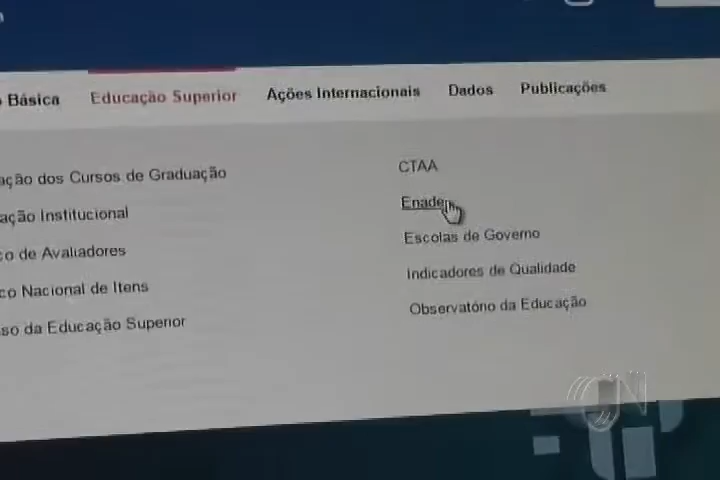 Básica Educação Superior Ações Internacionais Dados Publicações
ação dos Cursos de Graduação
ação Institucional
co de Avaliadores
co Nacional de Itens
so da Educação Superior
CTAA
Enade
Escolas de Governo
Indicadores de Qualidade
Observatório da Educação